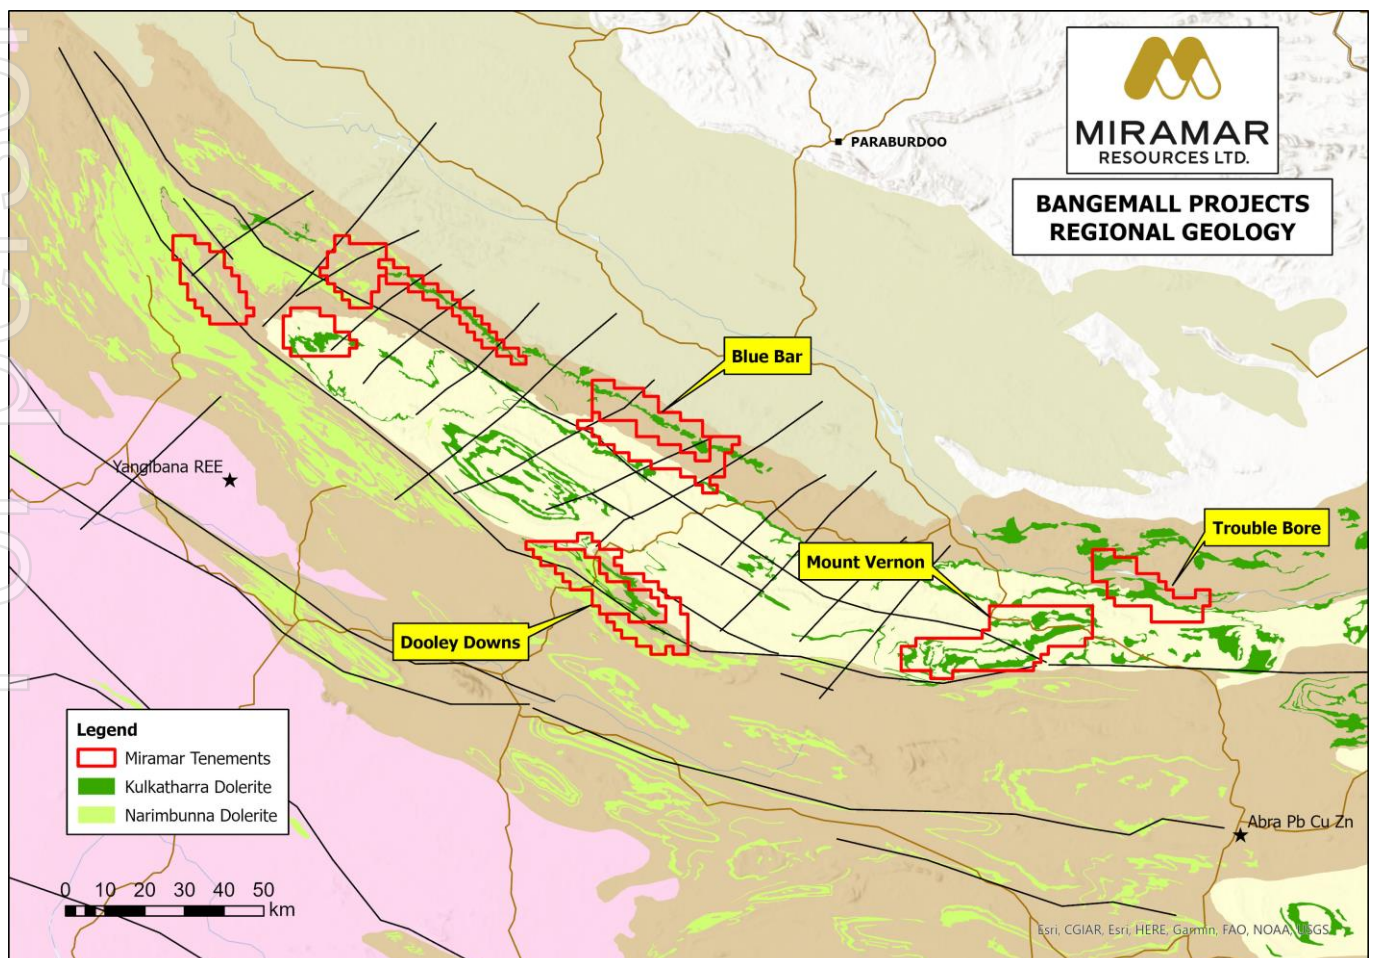 MIRAMAR
RESOURCES LTD.
BANGEMALL PROJECTS
REGIONAL GEOLOGY
PARABURDOO
Blue Bar
Yangibana REE
Trouble Bore
Mount Vernon
Dooley Downs
Legend
Miramar Tenements
Kulkatharra Dolerite
Narimbunna Dolerite
Abra Pb Cu Zn
0 10 20 30 40 50
km
Esri, CGIAR, Esri, HERE, Garmin, FAO, NOAA, USGS